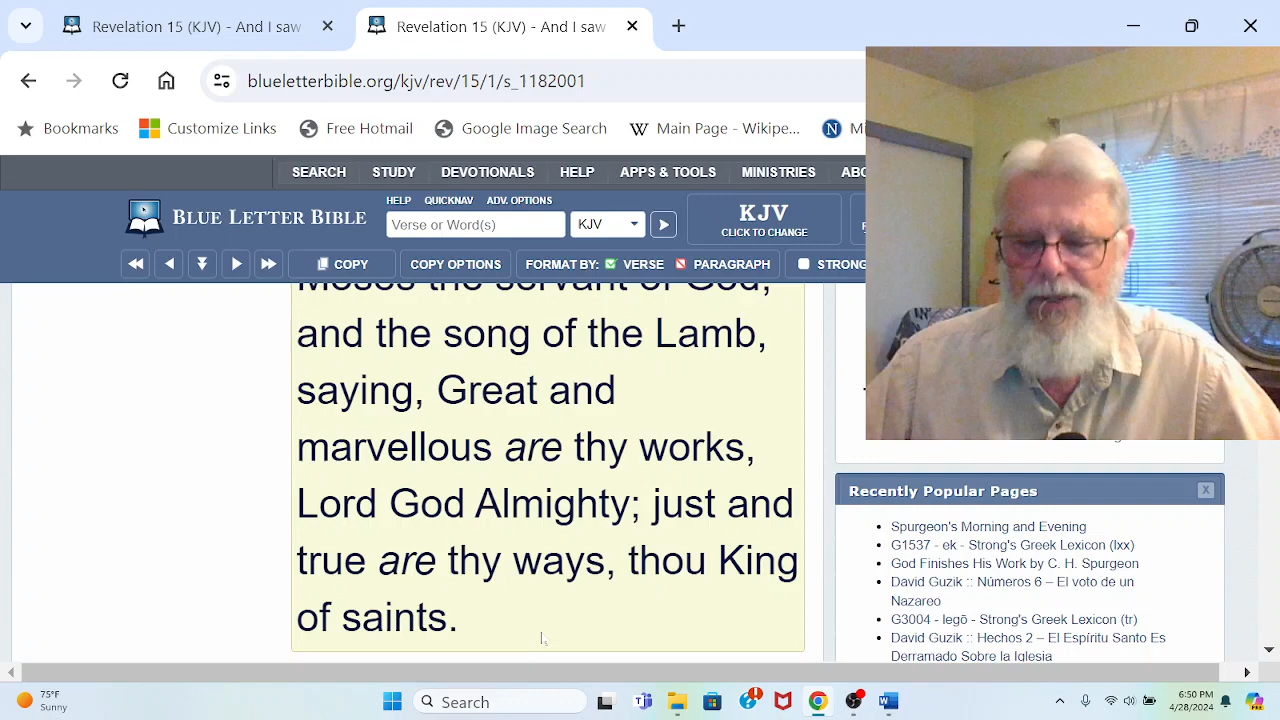 Revelation 15 (KJV) - And I saw
Revelation 15 (KJV) - And I saw
blueletterbible.org/kjv/rev/15/1/s_1182001
Bookmarks
Customize Links
Free Hotmail
Google Image Search
Main Page - Wikipe...
SEARCH
STUDY
DEVOTIONALS
HELP
APPS & TOOLS
MINISTRIES
HELP
QUICKNAV
ADV. OPTIONS
BLUE LETTER BIBLE
Verse or Word(s)
KJV
KJV
CLICK TO CHANGE
COPY
COPY OPTIONS
FORMAT BY:
VERSE
PARAGRAPH
Moses the servant of God,
and the song of the Lamb,
saying, Great and
marvellous are thy works,
Lord God Almighty; just and
true are thy ways, thou King
of saints.
Recently Popular Pages
Spurgeon's Morning and Evening
G1537 - ek - Strong's Greek Lexicon (lxx)
God Finishes His Work by C. H. Spurgeon
David Guzik :: Números 6 – El voto de un
Nazareo
G3004 - legō - Strong's Greek Lexicon (tr)
David Guzik :: Hechos 2 – El Espíritu Santo Es
Derramado Sobre la Iglesia
75°F
Sunny
Search
6:50 PM
4/28/2024